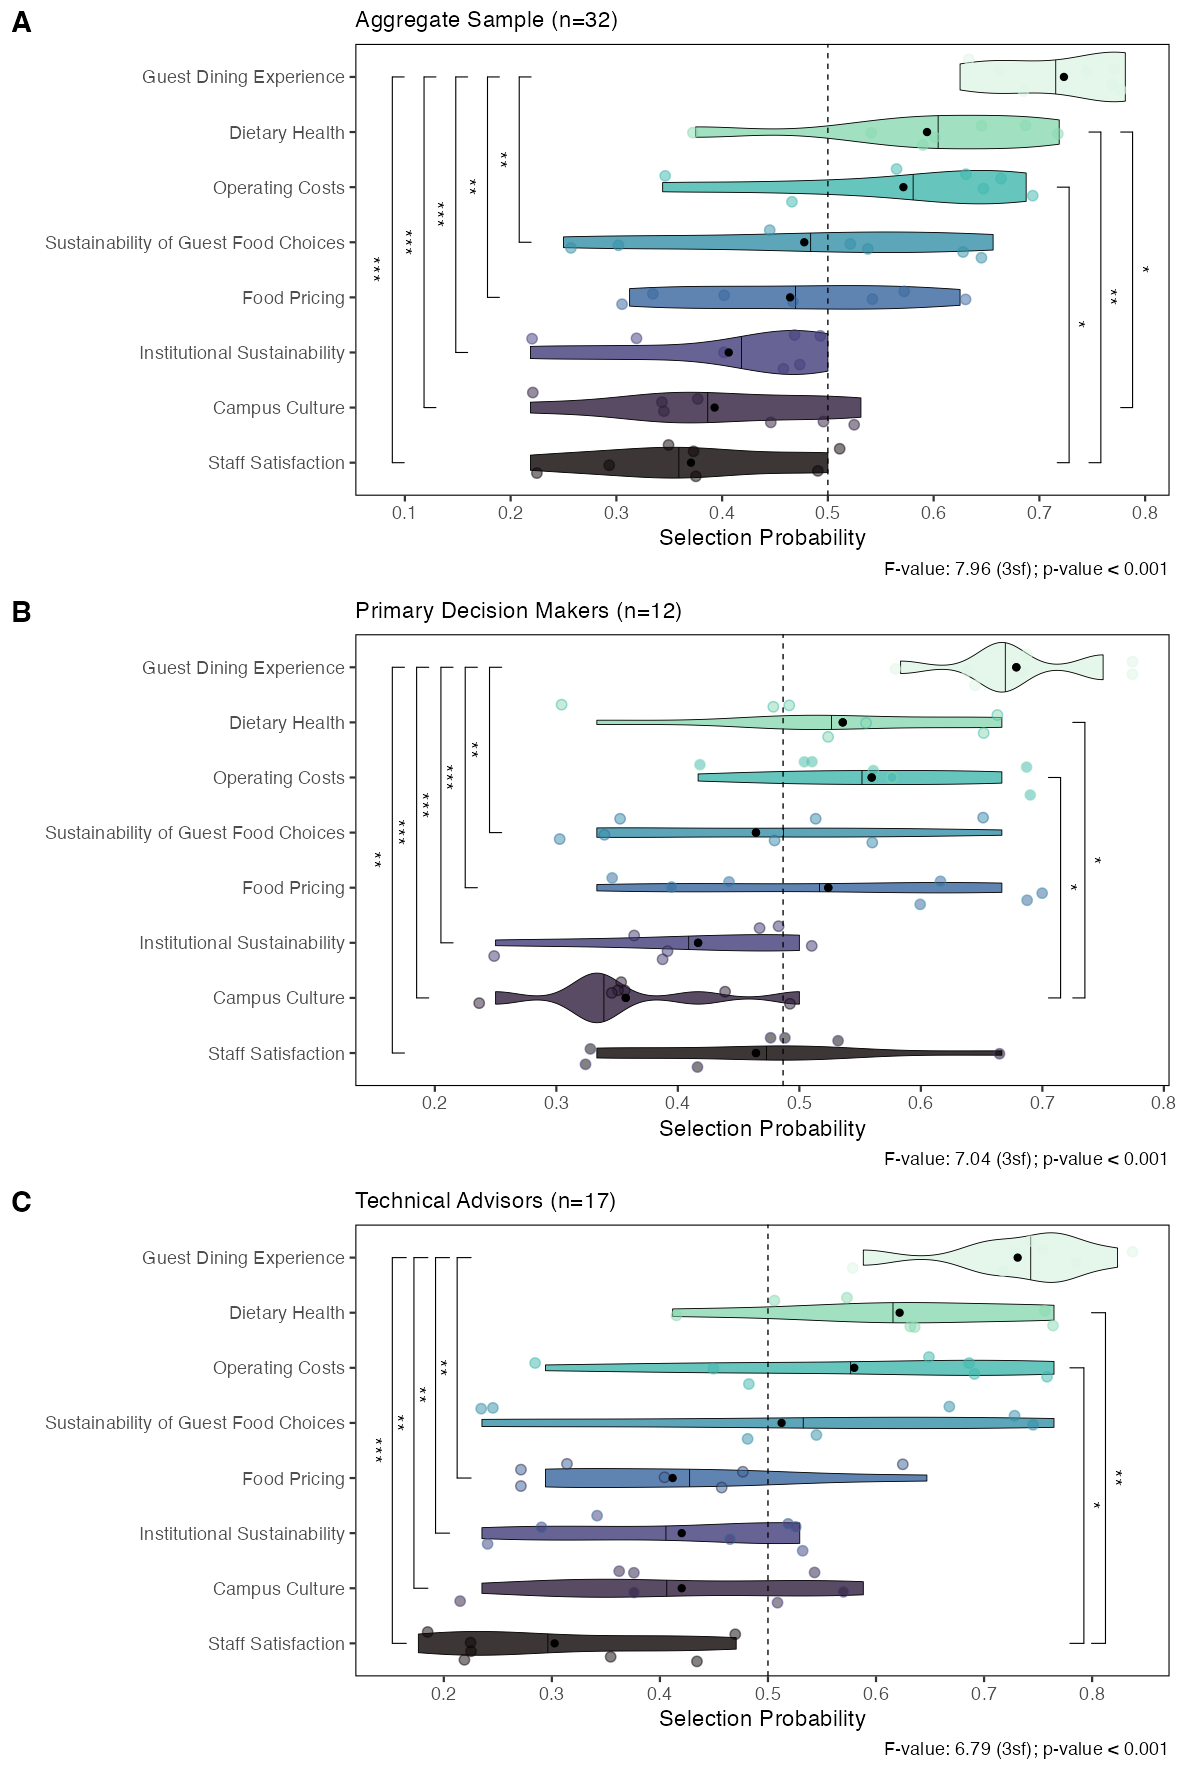 A
Aggregate Sample (n=32)
Guest Dining Experience
Dietary Health
Operating Costs
Sustainability of Guest Food Choices
Food Pricing
Institutional Sustainability
Campus Culture
Staff Satisfaction
***
***
***
**
**
*
**
*
0.1 0.2 0.3 0.4 0.5 0.6 0.7 0.8
Selection Probability
F-value: 7.96 (3sf); p-value < 0.001
B
Primary Decision Makers (n=12)
Guest Dining Experience
Dietary Health
Operating Costs
Sustainability of Guest Food Choices
Food Pricing
Institutional Sustainability
Campus Culture
Staff Satisfaction
**
***
***
***
**
**
*
*
0.2 0.3 0.4 0.5 0.6 0.7 0.8
Selection Probability
F-value: 7.04 (3sf); p-value < 0.001
C
Technical Advisors (n=17)
Guest Dining Experience
Dietary Health
Operating Costs
Sustainability of Guest Food Choices
Food Pricing
Institutional Sustainability
Campus Culture
Staff Satisfaction
***
**
**
**
*
**
0.2 0.3 0.4 0.5 0.6 0.7 0.8
Selection Probability
F-value: 6.79 (3sf); p-value < 0.001